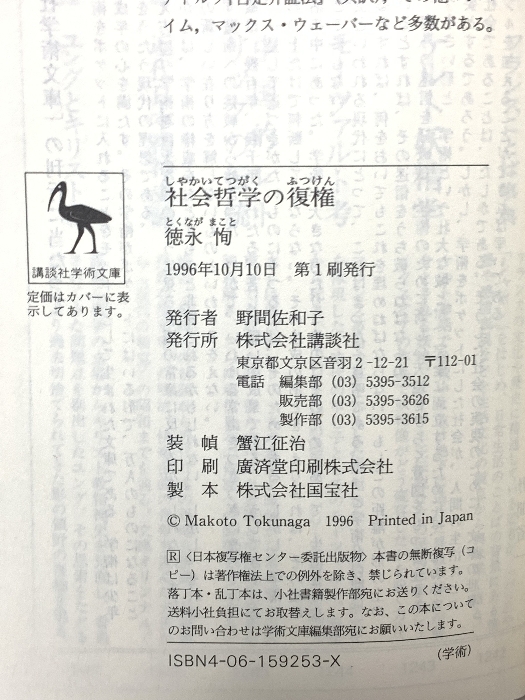 イム，マックス・ウェーバーなど多数がある。
しゃかいてつがく ふっけん
社会哲学の復権
とくなが まこと
徳永 恂
1996年10月10日 第1刷発行
講談社学術文庫
定価はカバーに表
示してあります。
発行者 野間佐和子
発行所 株式会社講談社
東京都文京区音羽2-12-21 〒112-01
電話 編集部 (03) 5395-3512
販売部 (03) 5395-3626
製作部 (03) 5395-3615
装 幀 蟹江征治
印 刷 廣済堂印刷株式会社
製 本 株式会社国宝社
© Makoto Tokunaga 1996 Printed in Japan
R〈日本複写権センター委託出版物〉本書の無断複写（コ
ピー）は著作権法上での例外を除き、禁じられています。
落丁本・乱丁本は、小社書籍製作部宛にお送りください。
送料小社負担にてお取替えします。なお、この本について
のお問い合わせは学術文庫編集部宛にお願いいたします。
ISBN4-06-159253-X
(学術)